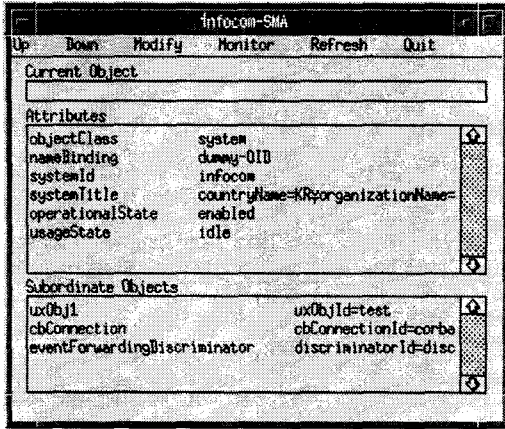 Infocom-SMA
Up Down Modify Monitor Refresh Quit
Current Object
Attributes
objectClass system
nameBinding dummy-OID
systemId infocom
systemTitle countryName=KR¥organizationName=
operationalState enabled
usageState idle
Subordinate Objects
uxObj1 uxObjId=test
cbConnection cbConnectionId=corba
eventForwardingDiscriminator discriminatorId=disc